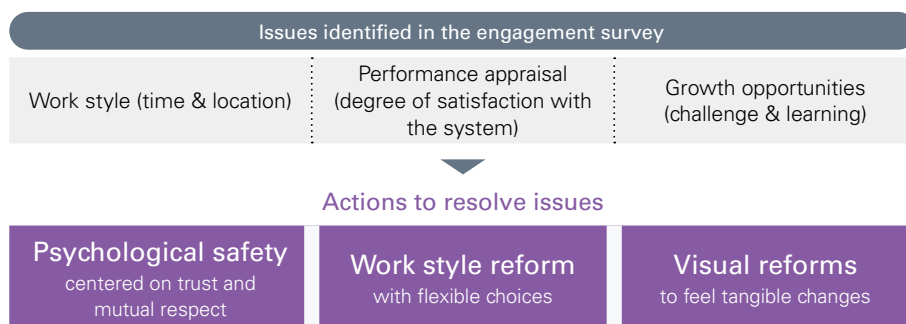 Issues identified in the engagement survey
Work style (time & location)
Performance appraisal
(degree of satisfaction with
the system)
Growth opportunities
(challenge & learning)
Actions to resolve issues
Psychological safety
centered on trust and
mutual respect
Work style reform
with flexible choices
Visual reforms
to feel tangible changes